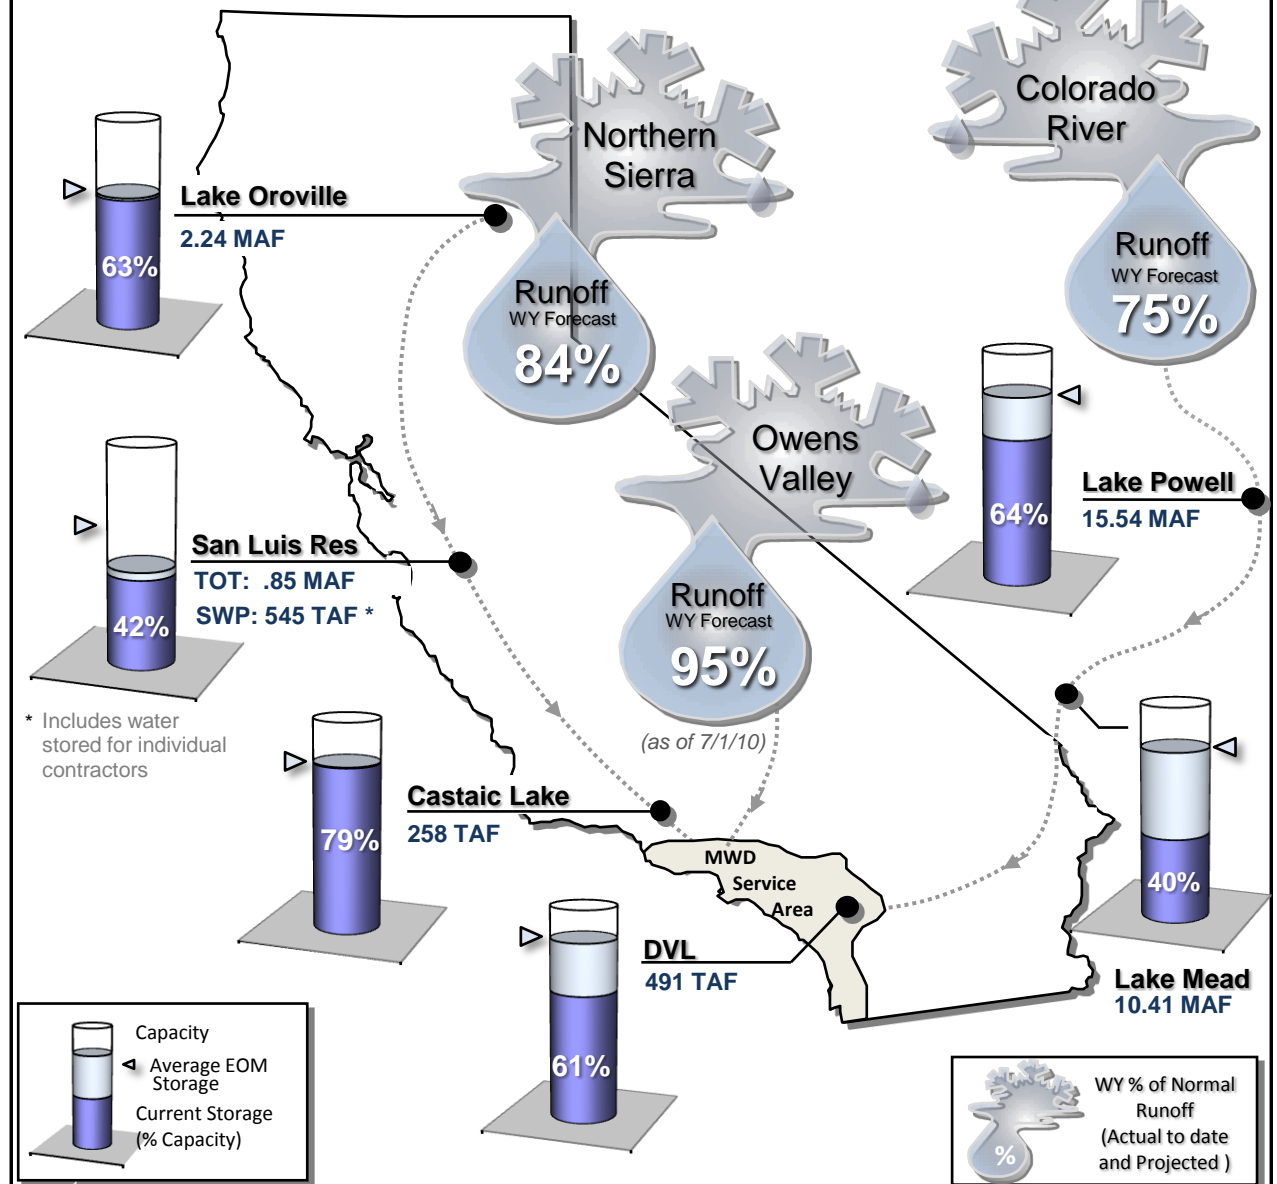 Colorado
River
Runoff
WY Forecast
75%
Northern
Sierra
Runoff
WY Forecast
84%
Lake Oroville
2.24 MAF
63%
Owens
Valley
Runoff
WY Forecast
95%
(as of 7/1/10)
Lake Powell
15.54 MAF
64%
San Luis Res
TOT: .85 MAF
SWP: 545 TAF *
42%
* Includes water
stored for individual
contractors
Castaic Lake
258 TAF
79%
MWD
Service
Area
DVL
491 TAF
61%
40%
Lake Mead
10.41 MAF
Capacity
Average EOM
Storage
Current Storage
(% Capacity)
WY % of Normal
Runoff
(Actual to date
and Projected )
%